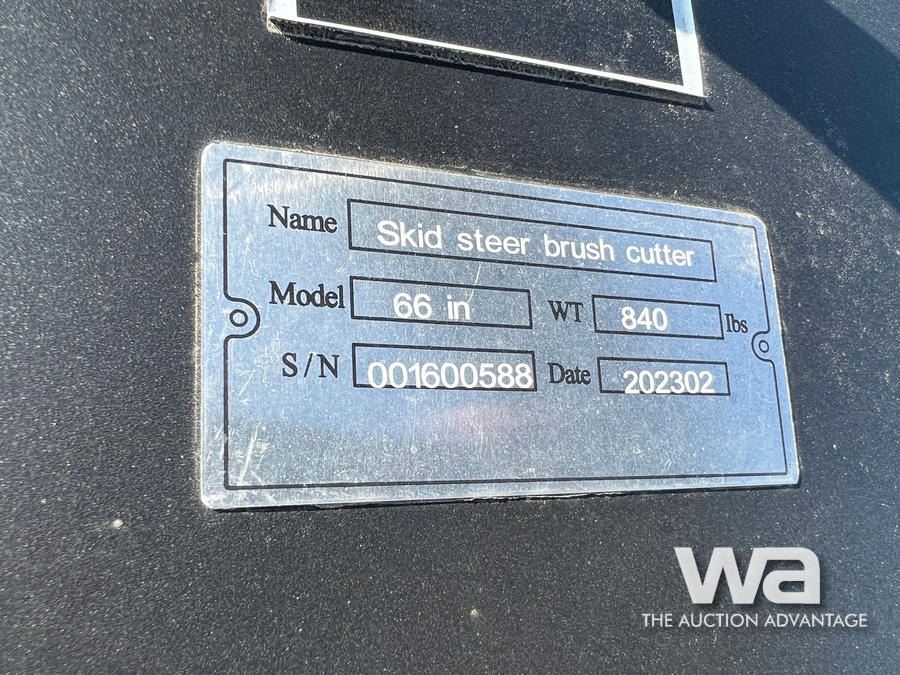 Name Skid steer brush cutter
Model 66 in WT 840 lbs
S/N 001600588 Date 202302
wa
THE AUCTION ADVANTAGE